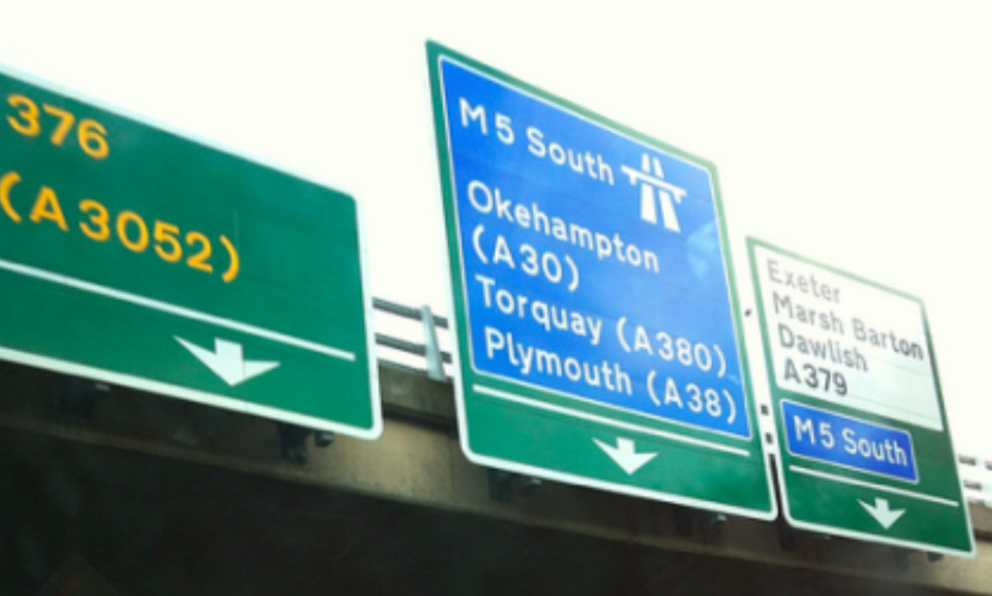 376
(A3052)
M5 South
Okehampton
(A30)
Torquay (A380)
Plymouth (A38)
Exeter
Marsh Barton
Dawlish
A379
M5 South